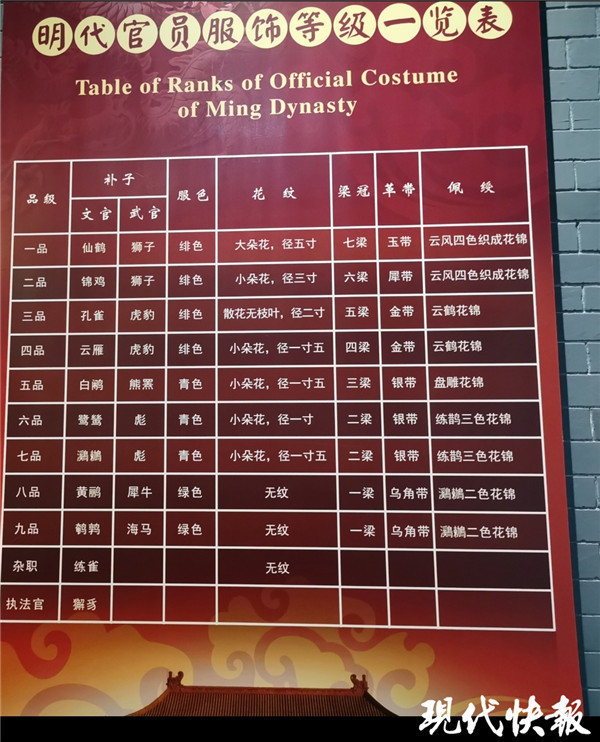 明代官员服饰等级一览表
Table of Ranks of Official Costume
of Ming Dynasty
品级 补子 服色 花纹 梁冠 革带 佩绶
文官 武官
一品 仙鹤 狮子 绯色 大朵花，径五寸 七梁 玉带 云风四色织成花锦
二品 锦鸡 狮子 绯色 小朵花，径三寸 六梁 犀带 云风四色织成花锦
三品 孔雀 虎豹 绯色 散花无枝叶，径二寸 五梁 金带 云鹤花锦
四品 云雁 虎豹 绯色 小朵花，径一寸五 四梁 金带 云鹤花锦
五品 白鹇 熊罴 青色 小朵花，径一寸五 三梁 银带 盘雕花锦
六品 鹭鸶 彪 青色 小朵花，径一寸 二梁 银带 练鹊三色花锦
七品 鸂鶒 彪 青色 小朵花，径一寸五 二梁 银带 练鹊三色花锦
八品 黄鹂 犀牛 绿色 无纹 一梁 乌角带 鸂鶒二色花锦
九品 鹌鹑 海马 绿色 无纹 一梁 乌角带 鸂鶒二色花锦
杂职 练雀 无纹
执法官 獬豸
现代快報